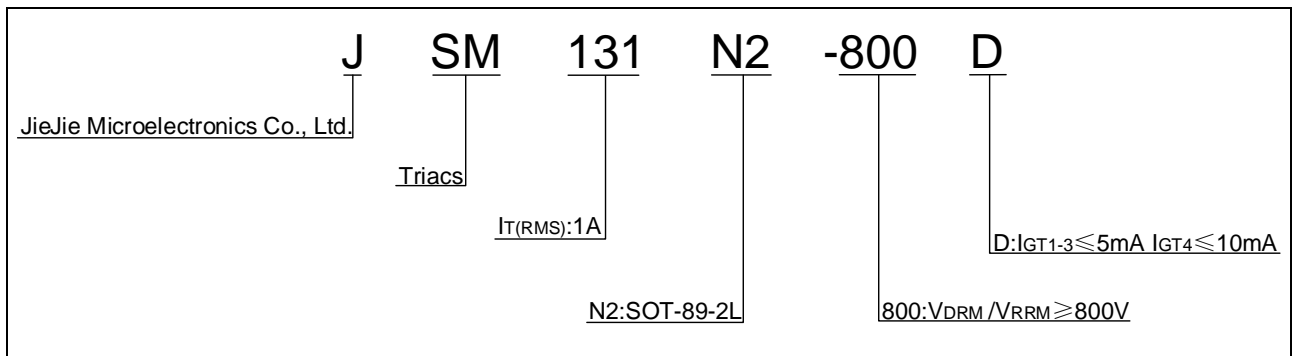 J SM 131 N2 -800 D
JieJie Microelectronics Co., Ltd.
Triacs
IT(RMS):1A
D:IGT1-3≤5mA IGT4≤10mA
N2:SOT-89-2L
800:VDRM /VRRM≥800V